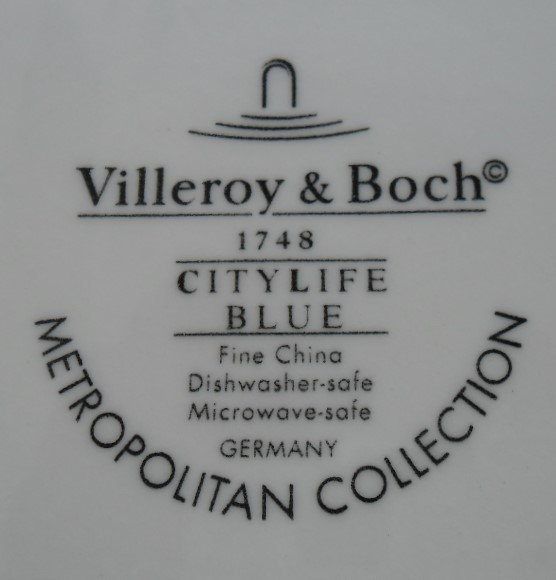 Villeroy & Boch©
1748
CITYLIFE
BLUE
Fine China
Dishwasher-safe
Microwave-safe
GERMANY
METROPOLITAN COLLECTION